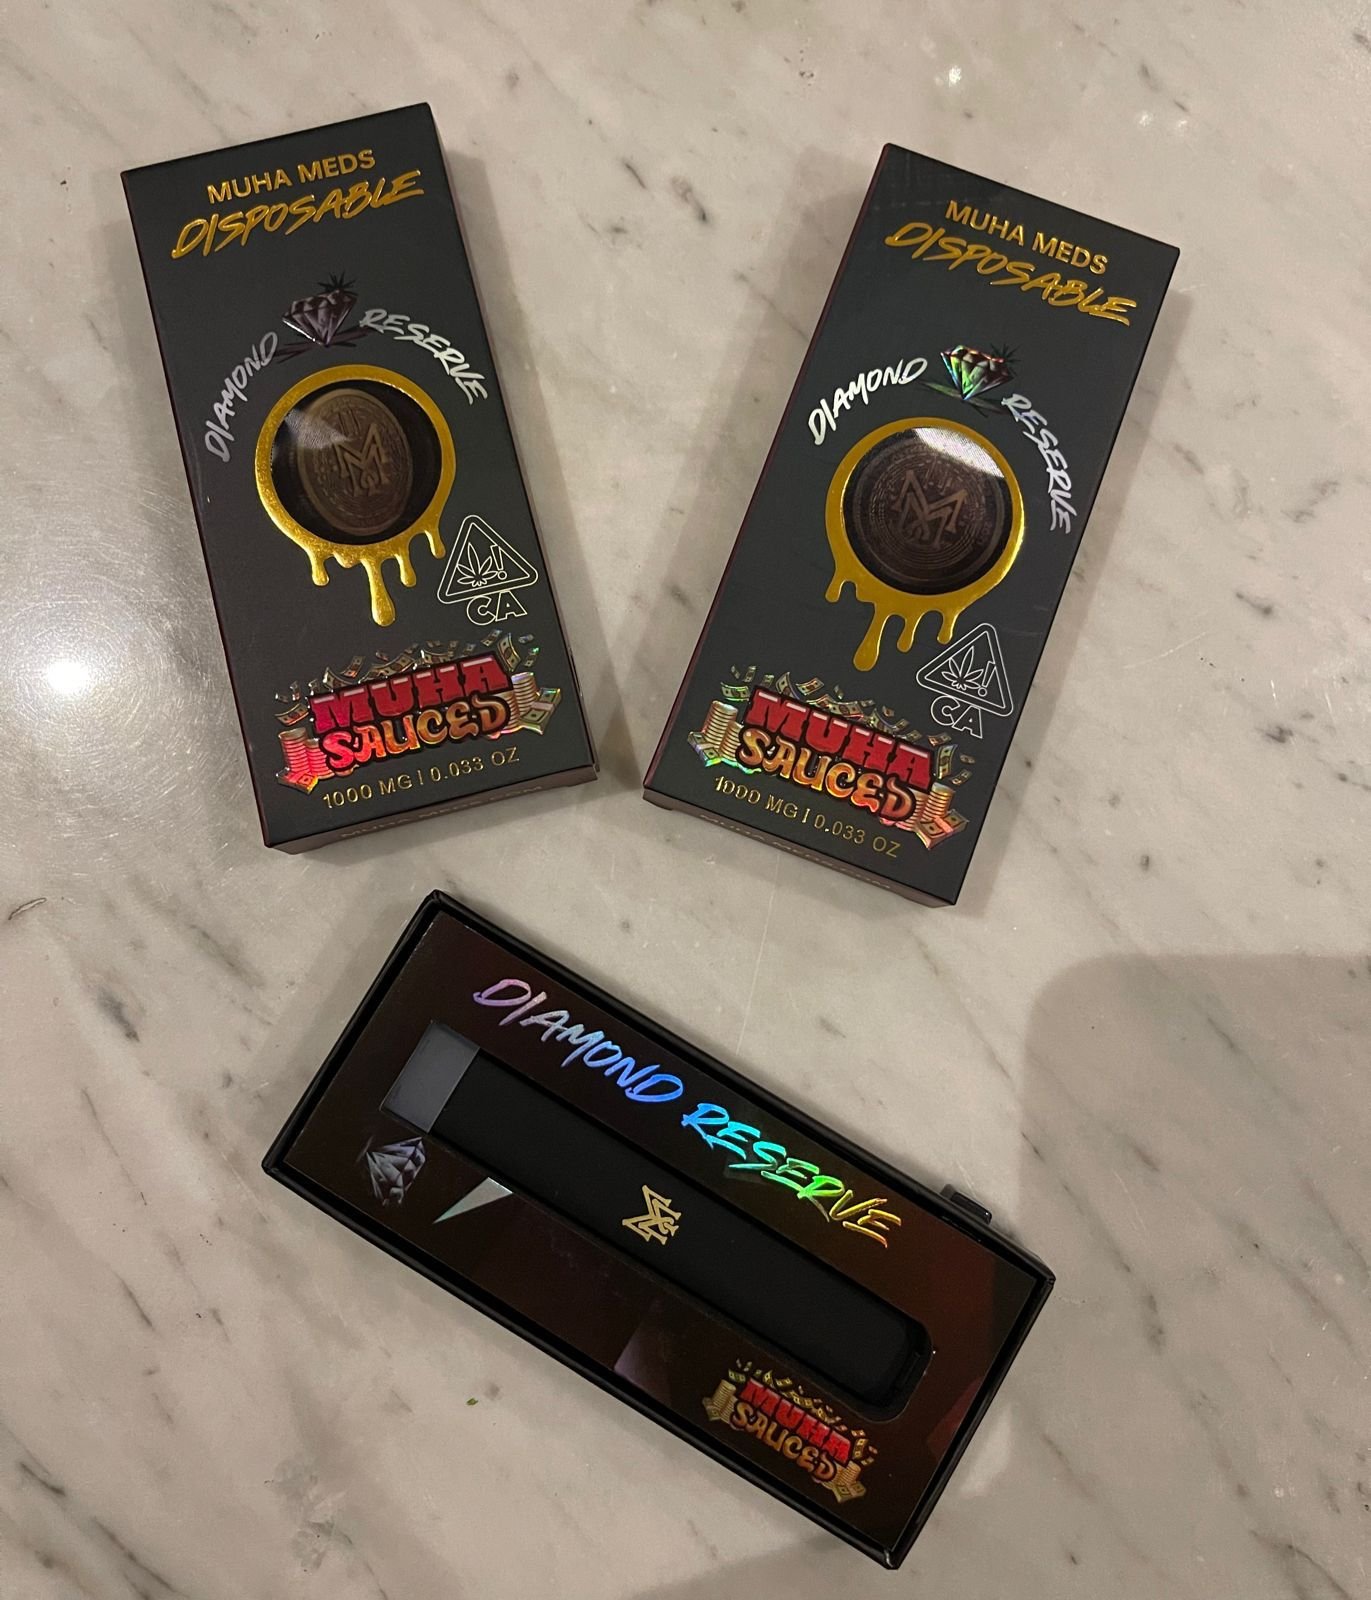 MUHA MEDS
DISPOSABLE
DIAMOND RESERVE
CA
MUHA
SAUCED
1000 MG | 0.033 OZ
MUHA MEDS
DISPOSABLE
DIAMOND RESERVE
CA
MUHA
SAUCED
1000 MG | 0.033 OZ
DIAMOND RESERVE
MUHA
SAUCED